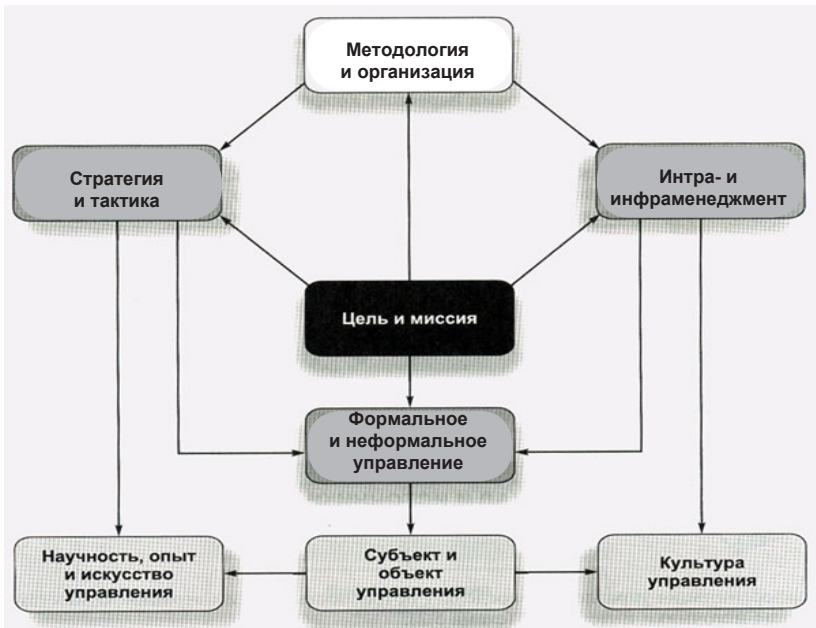 Методология
и организация
Стратегия
и тактика
Интра- и
инфраменеджмент
Цель и миссия
Формальное
и неформальное
управление
Научность, опыт
и искусство
управления
Субъект и
объект
управления
Культура
управления